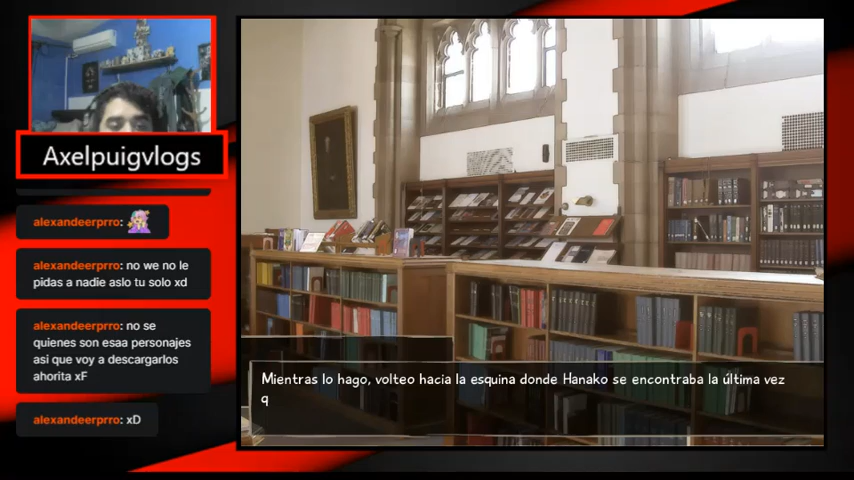 Axelpuigvlogs
alexandeerprro:
alexandeerprro: no we no le
pidas a nadie aslo tu solo xd
alexandeerprro: no se
quienes son esaa personajes
asi que voy a descargarlos
ahorita xF
alexandeerprro: xD
Mientras lo hago, volteo hacia la esquina donde Hanako se encontraba la última vez
q